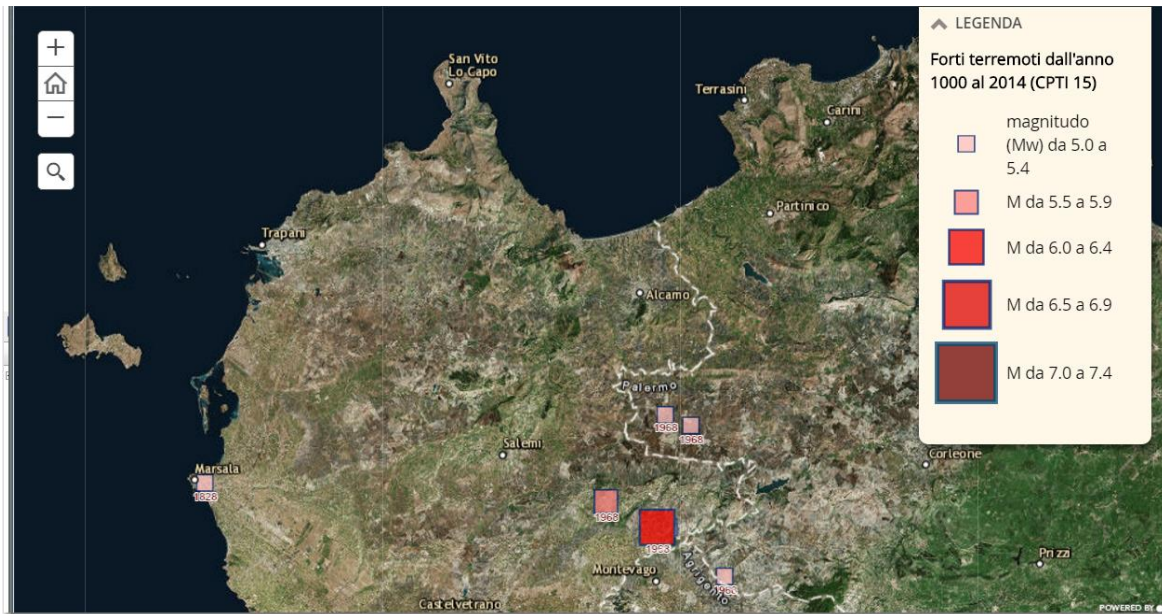 LEGENDA
Forti terremoti dall'anno
1000 al 2014 (CPTI 15)
magnitudo
(Mw) da 5.0 a
5.4
M da 5.5 a 5.9
M da 6.0 a 6.4
M da 6.5 a 6.9
M da 7.0 a 7.4
San Vito
Lo Capo
Terrasini
Carini
Partinico
Trapani
Alcamo
Palermo
1968
1968
Salemi
Corleone
Marsala
1828
1968
Prizzi
Montevago
Agrigento
Castelvetrano
POWERED BY